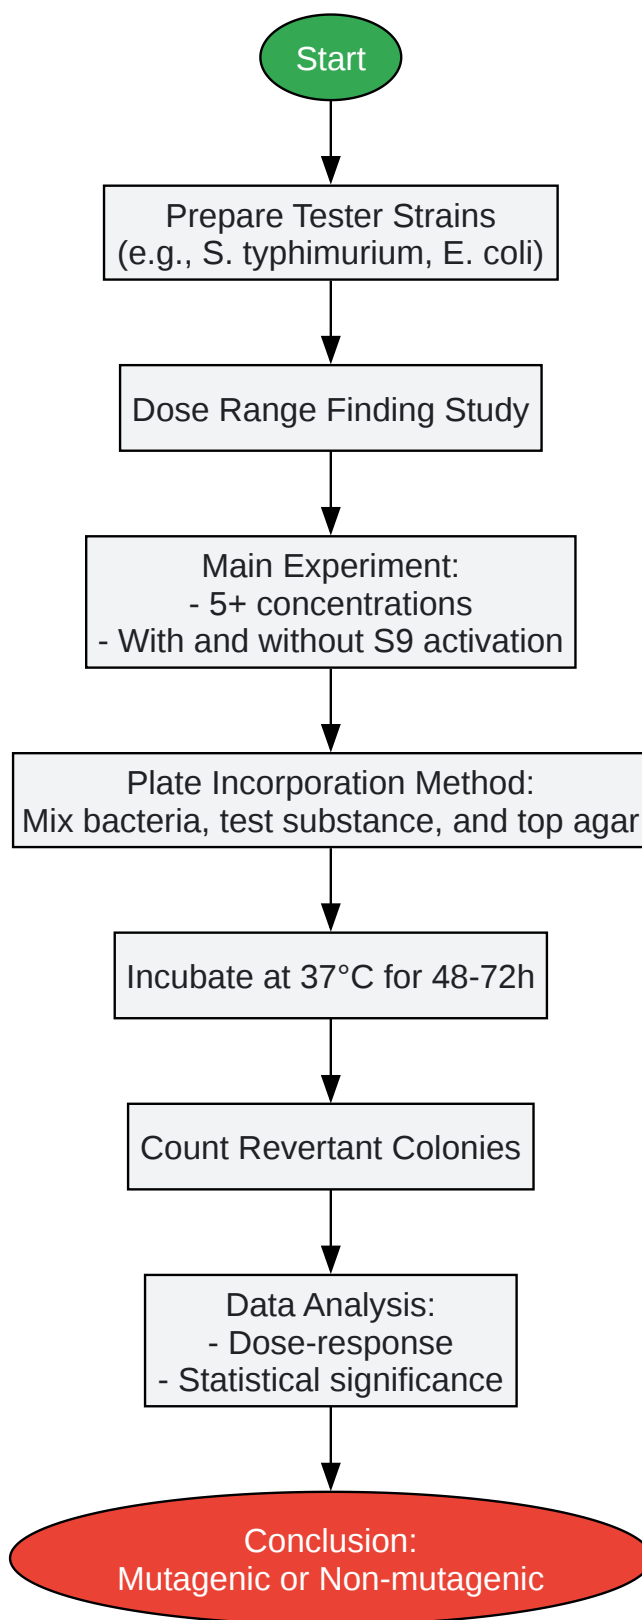 Start
Prepare Tester Strains
(e.g., S. typhimurium, E. coli)
Dose Range Finding Study
Main Experiment:
- 5+ concentrations
- With and without S9 activation
Plate Incorporation Method:
Mix bacteria, test substance, and top agar
Incubate at 37°C for 48-72h
Count Revertant Colonies
Data Analysis:
- Dose-response
- Statistical significance
Conclusion:
Mutagenic or Non-mutagenic